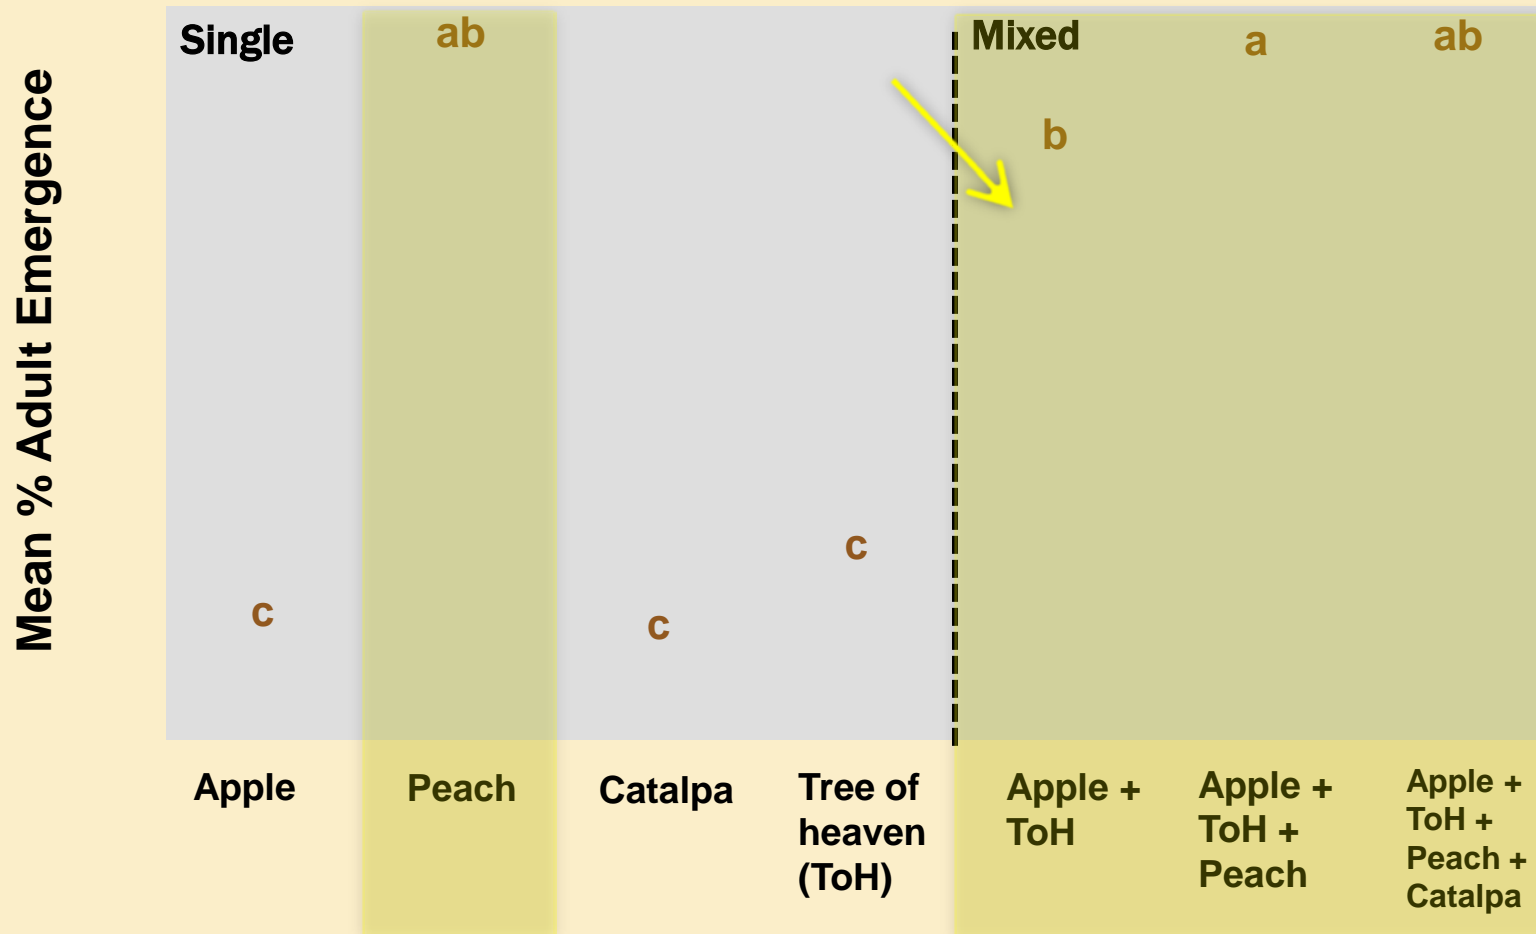 Mean % Adult Emergence
Single
ab
Mixed
a
ab
b
c
c
c
Apple
Peach
Catalpa
Tree of
heaven
(ToH)
Apple +
ToH
Apple +
ToH +
Peach
Apple +
ToH +
Peach +
Catalpa